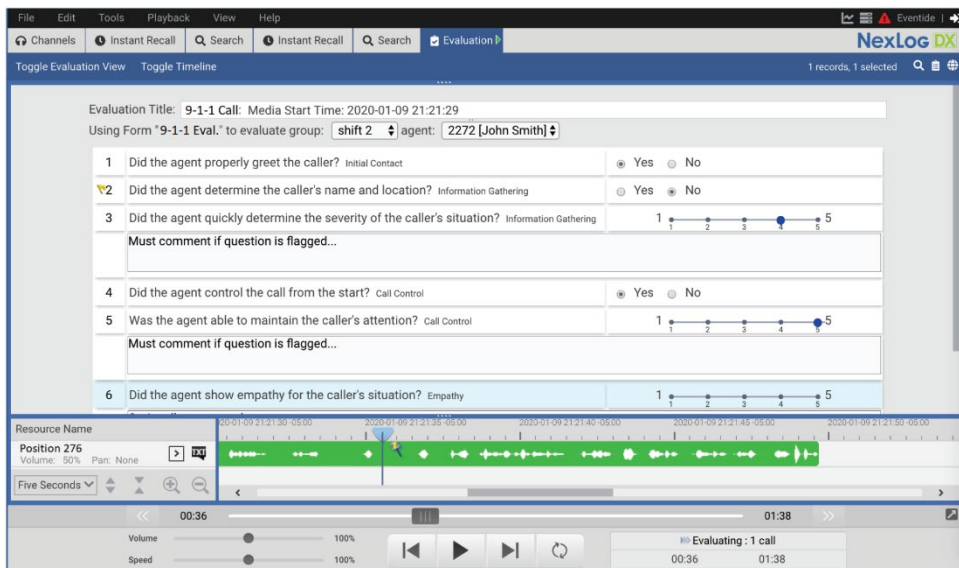 File Edit Tools Playback View Help Eventide
Channels Instant Recall Search Instant Recall Search Evaluation NexLog DX
Toggle Evaluation View Toggle Timeline 1 records, 1 selected
Evaluation Title: 9-1-1 Call: Media Start Time: 2020-01-09 21:21:29
Using Form "9-1-1 Eval." to evaluate group: shift 2 agent: 2272 [John Smith]
1 Did the agent properly greet the caller? Initial Contact Yes No
2 Did the agent determine the caller's name and location? Information Gathering Yes No
3 Did the agent quickly determine the severity of the caller's situation? Information Gathering 1 5
1 2 3 4 5
Must comment if question is flagged...
4 Did the agent control the call from the start? Call Control Yes No
5 Was the agent able to maintain the caller's attention? Call Control 1 5
1 2 3 4 5
Must comment if question is flagged...
6 Did the agent show empathy for the caller's situation? Empathy 1 5
1 2 3 4 5
Resource Name 20-01-09 21:21:30 -05:00 2020-01-09 21:21:35 -05:00 2020-01-09 21:21:40 -05:00 2020-01-09 21:21:45 -05:00 2020-01-09 21:21:50 -05:00
Position 276
Volume: 50% Pan: None TXT
Five Seconds
00:36 01:38
Volume 100% Evaluating : 1 call
Speed 100% 00:36 01:38